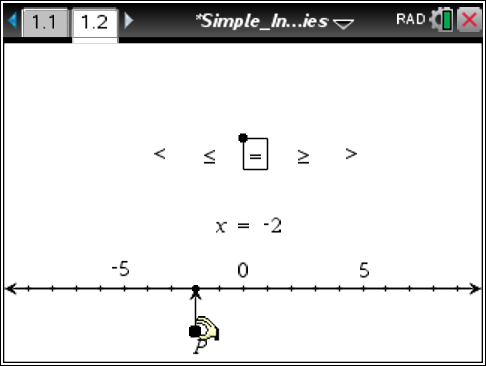 1.1 1.2 *Simple_In...ies RAD
< ≤ = ≥ >
x = -2
-5 0 5
P